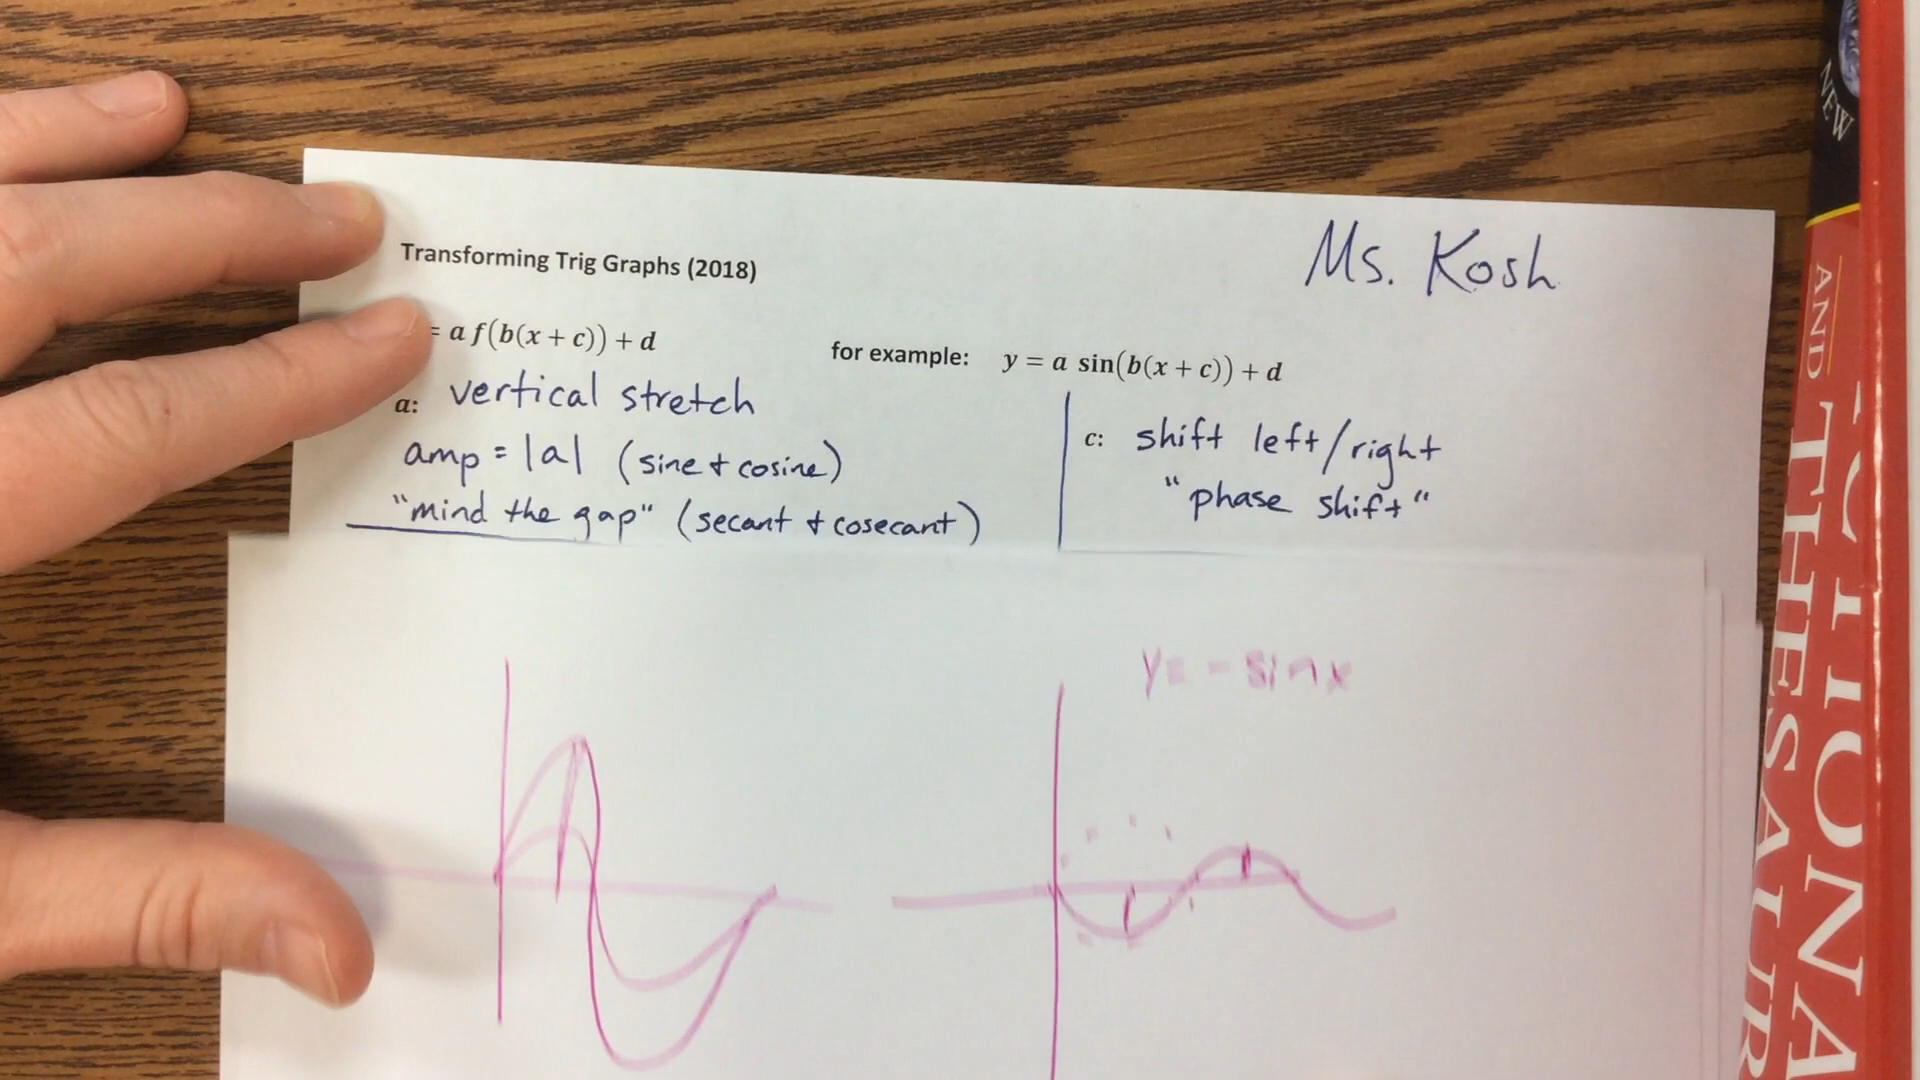 Transforming Trig Graphs (2018)
Ms. Kosh
= a f(b(x + c)) + d
for example: y = a sin(b(x + c)) + d
a: vertical stretch
amp = |a| (sine + cosine)
"mind the gap" (secant + cosecant)
c: shift left/right
"phase shift"
y = - sin x
NEW
AND THESAUR